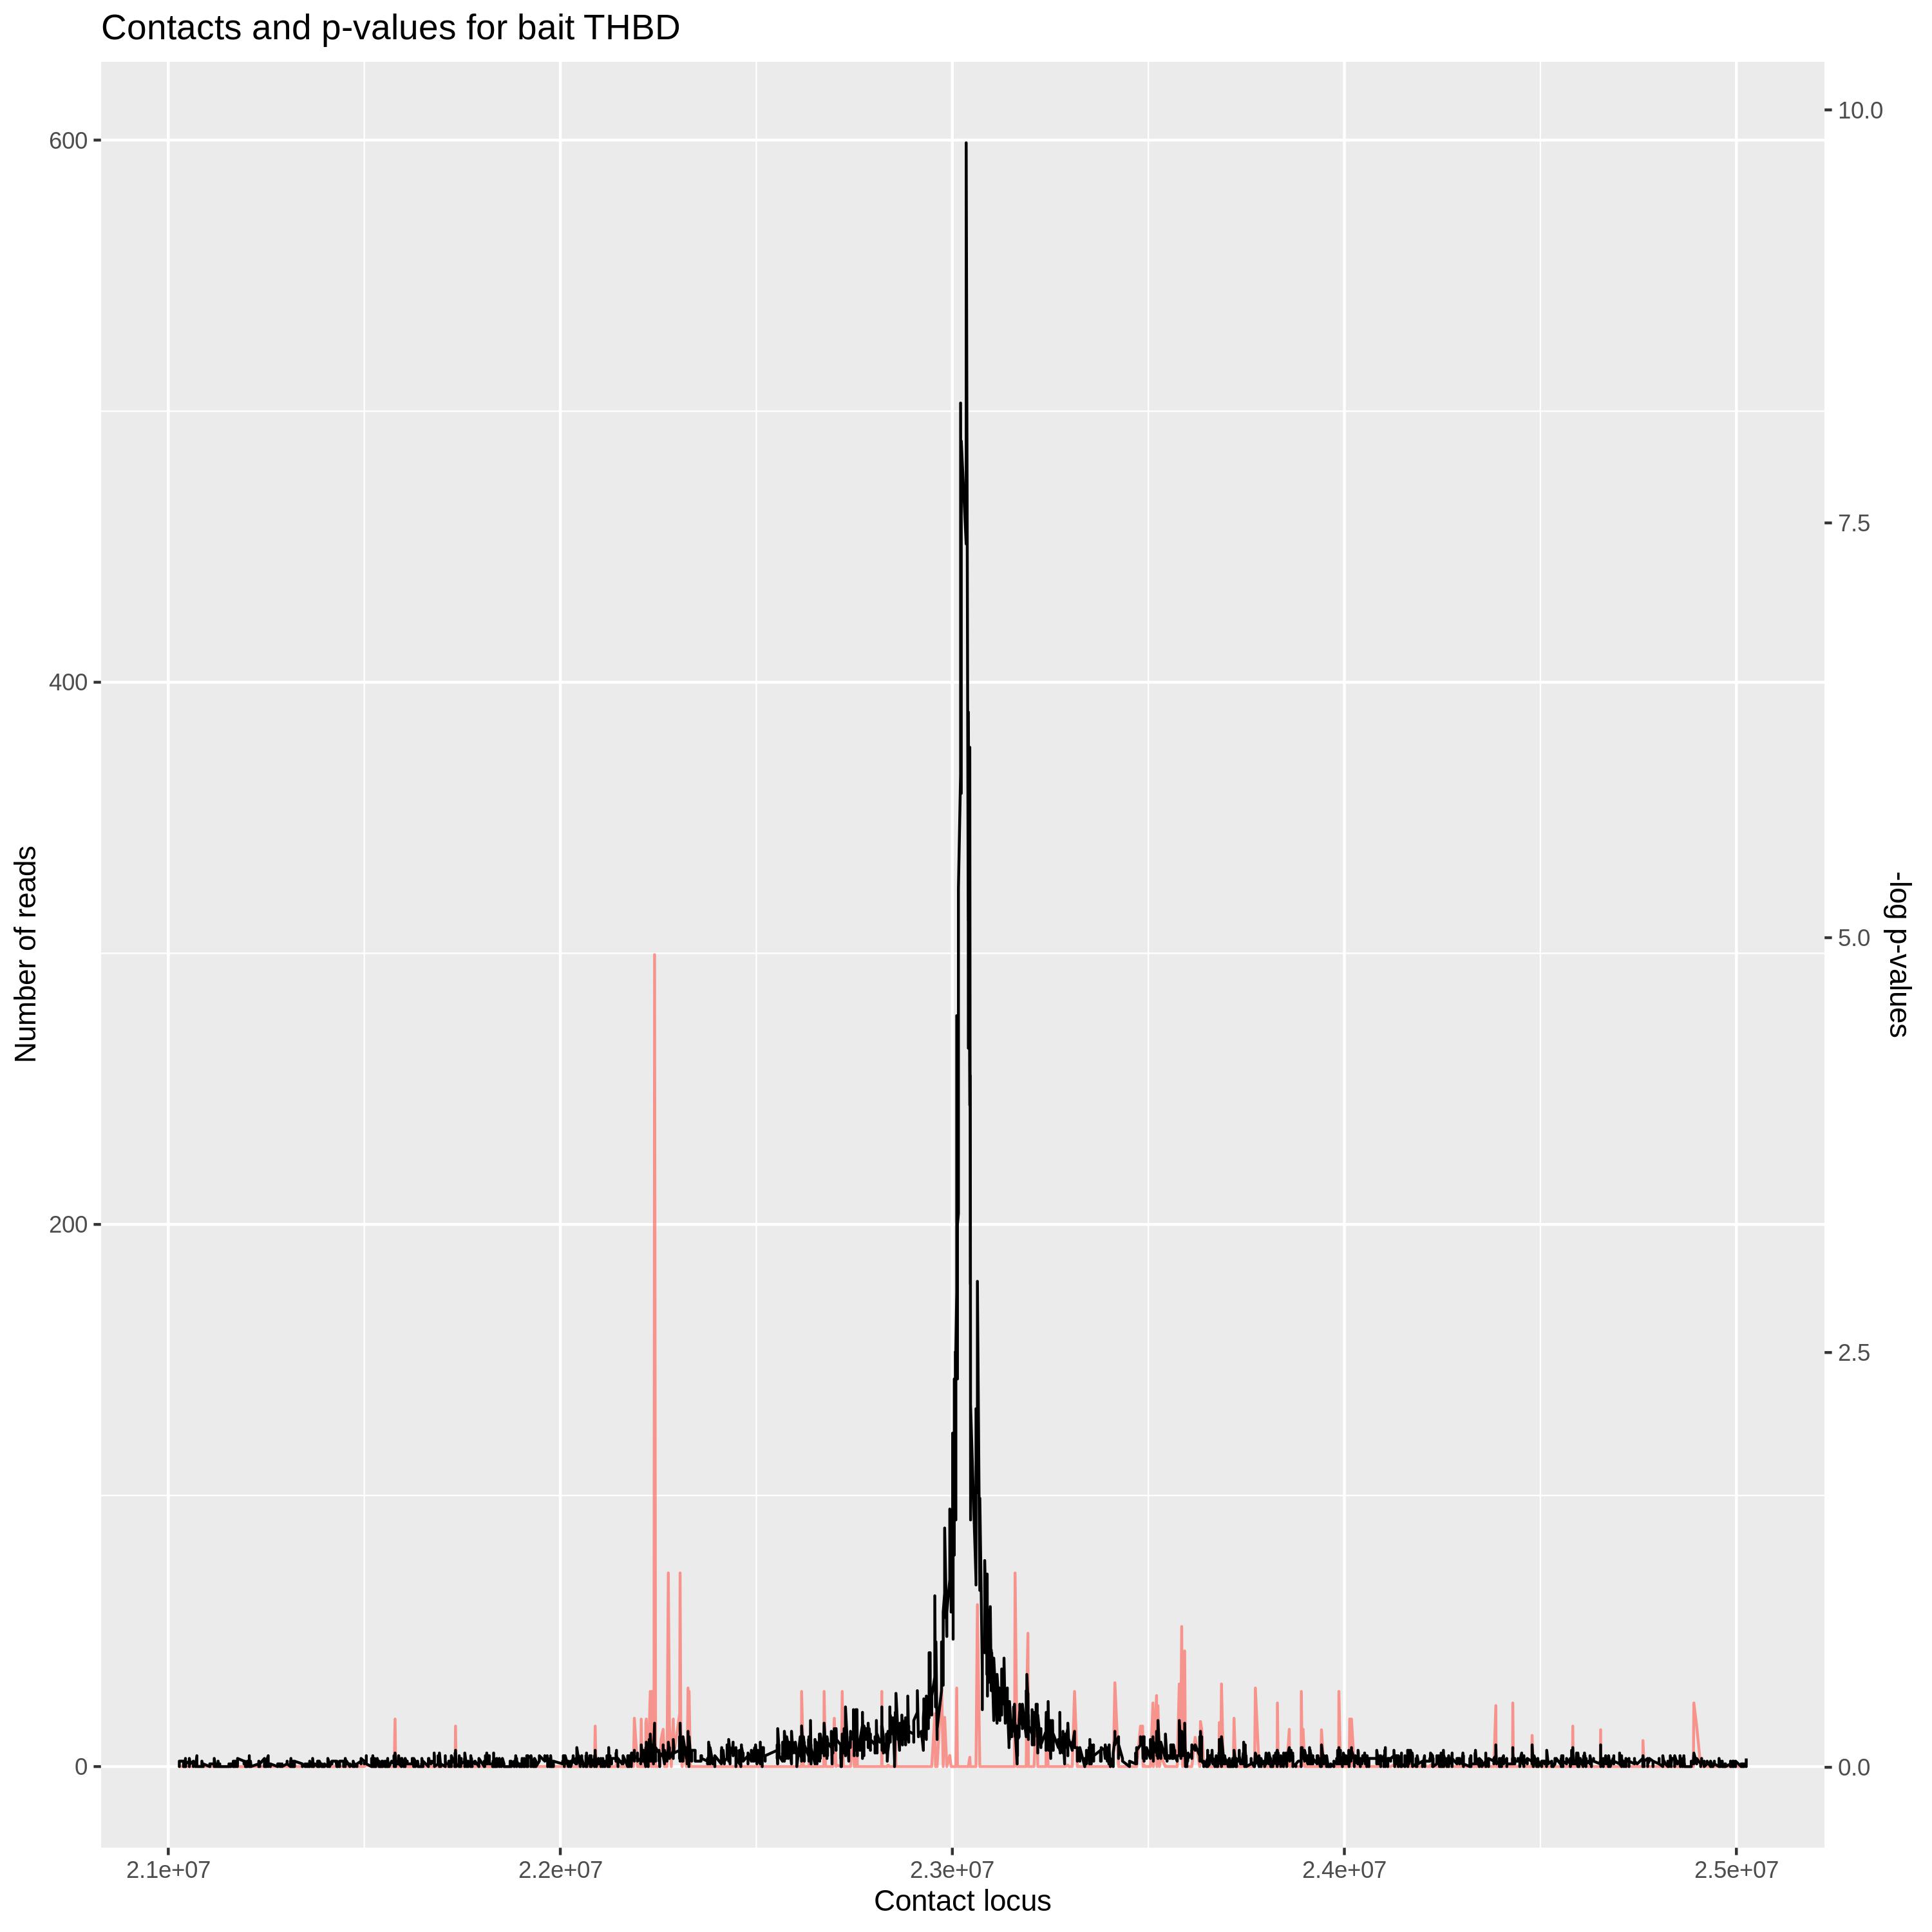 Contacts and p-values for bait THBD
600
400
200
0
Number of reads
10.0
7.5
5.0
2.5
0.0
-log p-values
2.1e+07
2.2e+07
2.3e+07
2.4e+07
2.5e+07
Contact locus